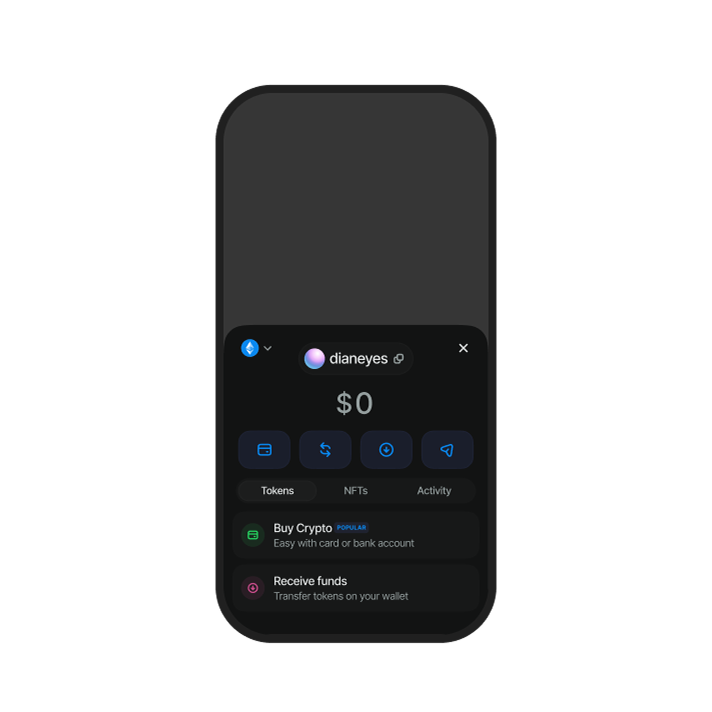 dianeyes
$0
Tokens
NFTs
Activity
Buy Crypto POPULAR
Easy with card or bank account
Receive funds
Transfer tokens on your wallet